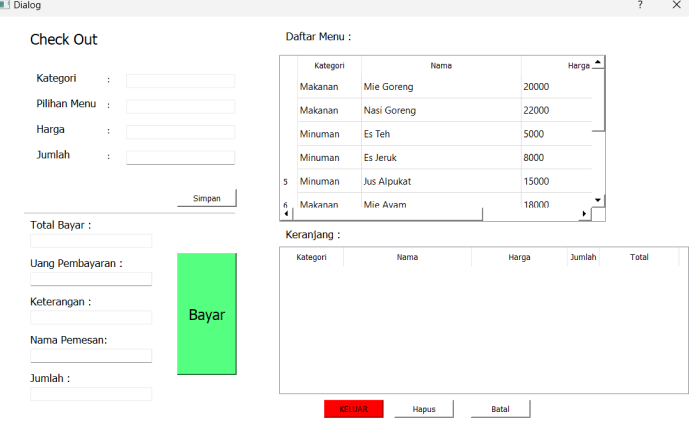 Dialog ? ×
Check Out
Kategori :
Pilihan Menu :
Harga :
Jumlah :
Simpan
Total Bayar :
Uang Pembayaran :
Keterangan :
Nama Pemesan:
Jumlah :
Bayar
Daftar Menu :
Kategori Nama Harga
Makanan Mie Goreng 20000
Makanan Nasi Goreng 22000
Minuman Es Teh 5000
Minuman Es Jeruk 8000
5 Minuman Jus Alpukat 15000
6 Makanan Mie Ayam 18000
Keranjang :
Kategori Nama Harga Jumlah Total
KELUAR Hapus Batal